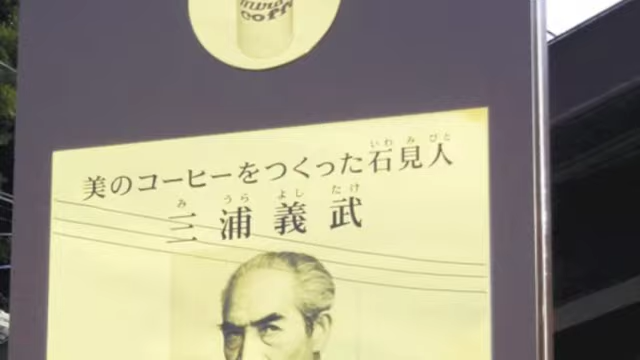 coffee
美のコーヒーをつくった石見人
いわみびと
三浦義武
みうらよしたけ